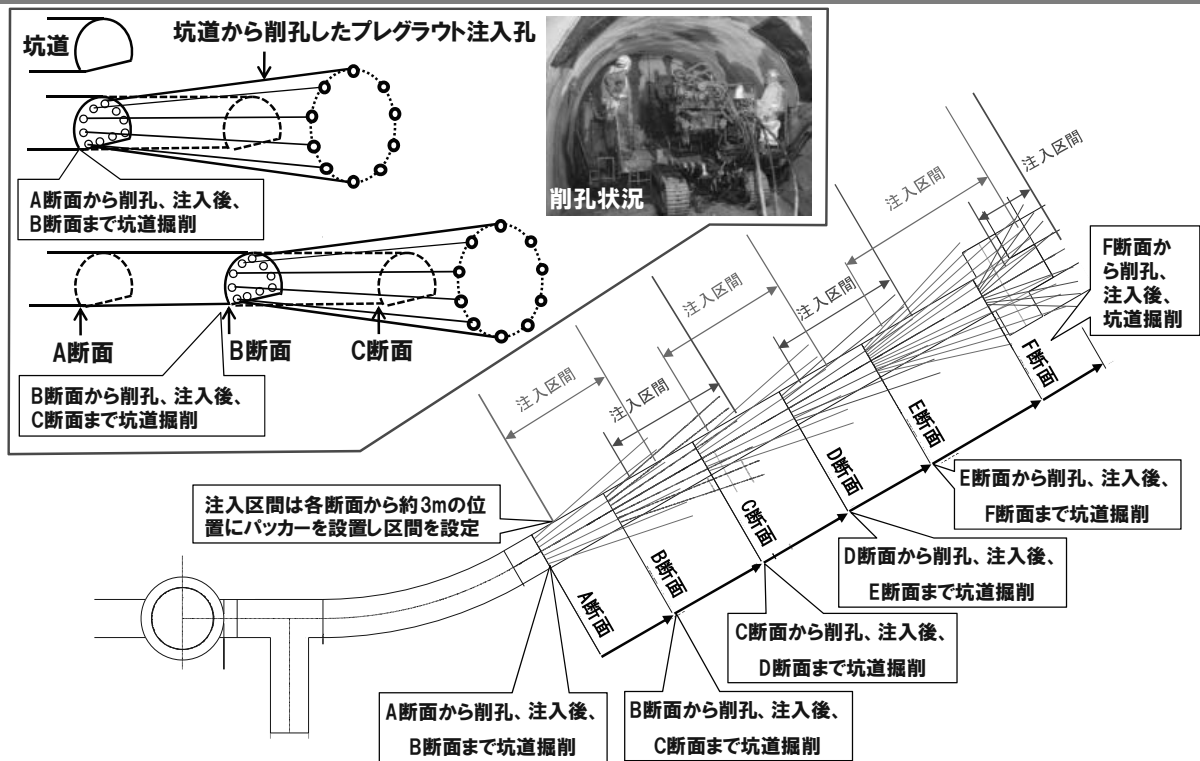 坑道
坑道から削孔したプレグラウト注入孔
A断面から削孔、注入後、
B断面まで坑道掘削
A断面
B断面
C断面
B断面から削孔、注入後、
C断面まで坑道掘削
削孔状況
注入区間
注入区間
注入区間
注入区間
注入区間
注入区間
注入区間は各断面から約3mの位
置にパッカーを設置し区間を設定
A断面
B断面
C断面
D断面
E断面
F断面
F断面か
ら削孔、
注入後、
坑道掘削
E断面から削孔、注入後、
F断面まで坑道掘削
D断面から削孔、注入後、
E断面まで坑道掘削
C断面から削孔、注入後、
D断面まで坑道掘削
B断面から削孔、注入後、
C断面まで坑道掘削
A断面から削孔、注入後、
B断面まで坑道掘削